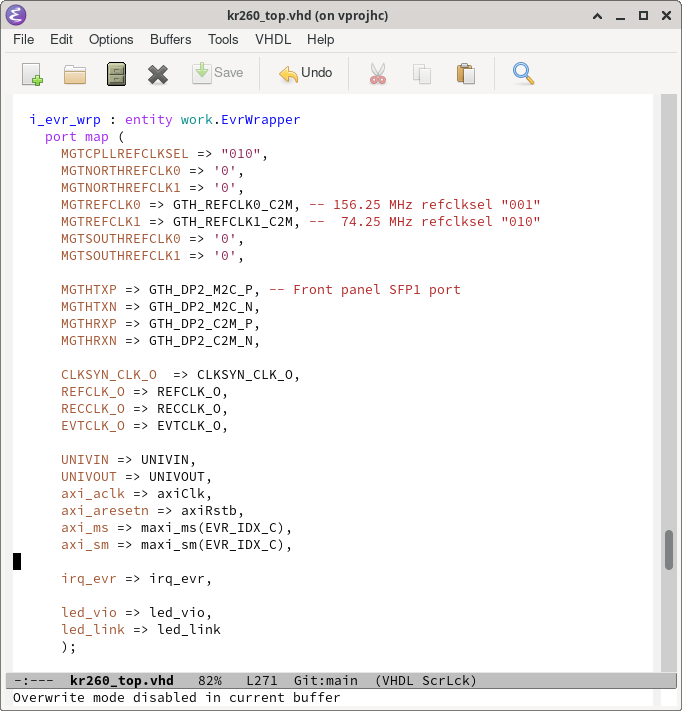 kr260_top.vhd (on vprojhc)
File Edit Options Buffers Tools VHDL Help
Save Undo
i_evr_wrp : entity work.EvrWrapper
port map (
MGTCPLLREFCLKSEL => "010",
MGTNORTHREFCLK0 => '0',
MGTNORTHREFCLK1 => '0',
MGTREFCLK0 => GTH_REFCLK0_C2M, -- 156.25 MHz refclksel "001"
MGTREFCLK1 => GTH_REFCLK1_C2M, --  74.25 MHz refclksel "010"
MGTSOUTHREFCLK0 => '0',
MGTSOUTHREFCLK1 => '0',
MGTHTXP => GTH_DP2_M2C_P, -- Front panel SFP1 port
MGTHTXN => GTH_DP2_M2C_N,
MGTHRXP => GTH_DP2_C2M_P,
MGTHRXN => GTH_DP2_C2M_N,
CLKSYN_CLK_O  => CLKSYN_CLK_O,
REFCLK_O => REFCLK_O,
RECCLK_O => RECCLK_O,
EVTCLK_O => EVTCLK_O,
UNIVIN => UNIVIN,
UNIVOUT => UNIVOUT,
axi_aclk => axiClk,
axi_aresetn => axiRstb,
axi_ms => maxi_ms(EVR_IDX_C),
axi_sm => maxi_sm(EVR_IDX_C),
irq_evr => irq_evr,
led_vio => led_vio,
led_link => led_link
);
-:---  kr260_top.vhd   82%   L271  Git:main  (VHDL ScrLck)
Overwrite mode disabled in current buffer